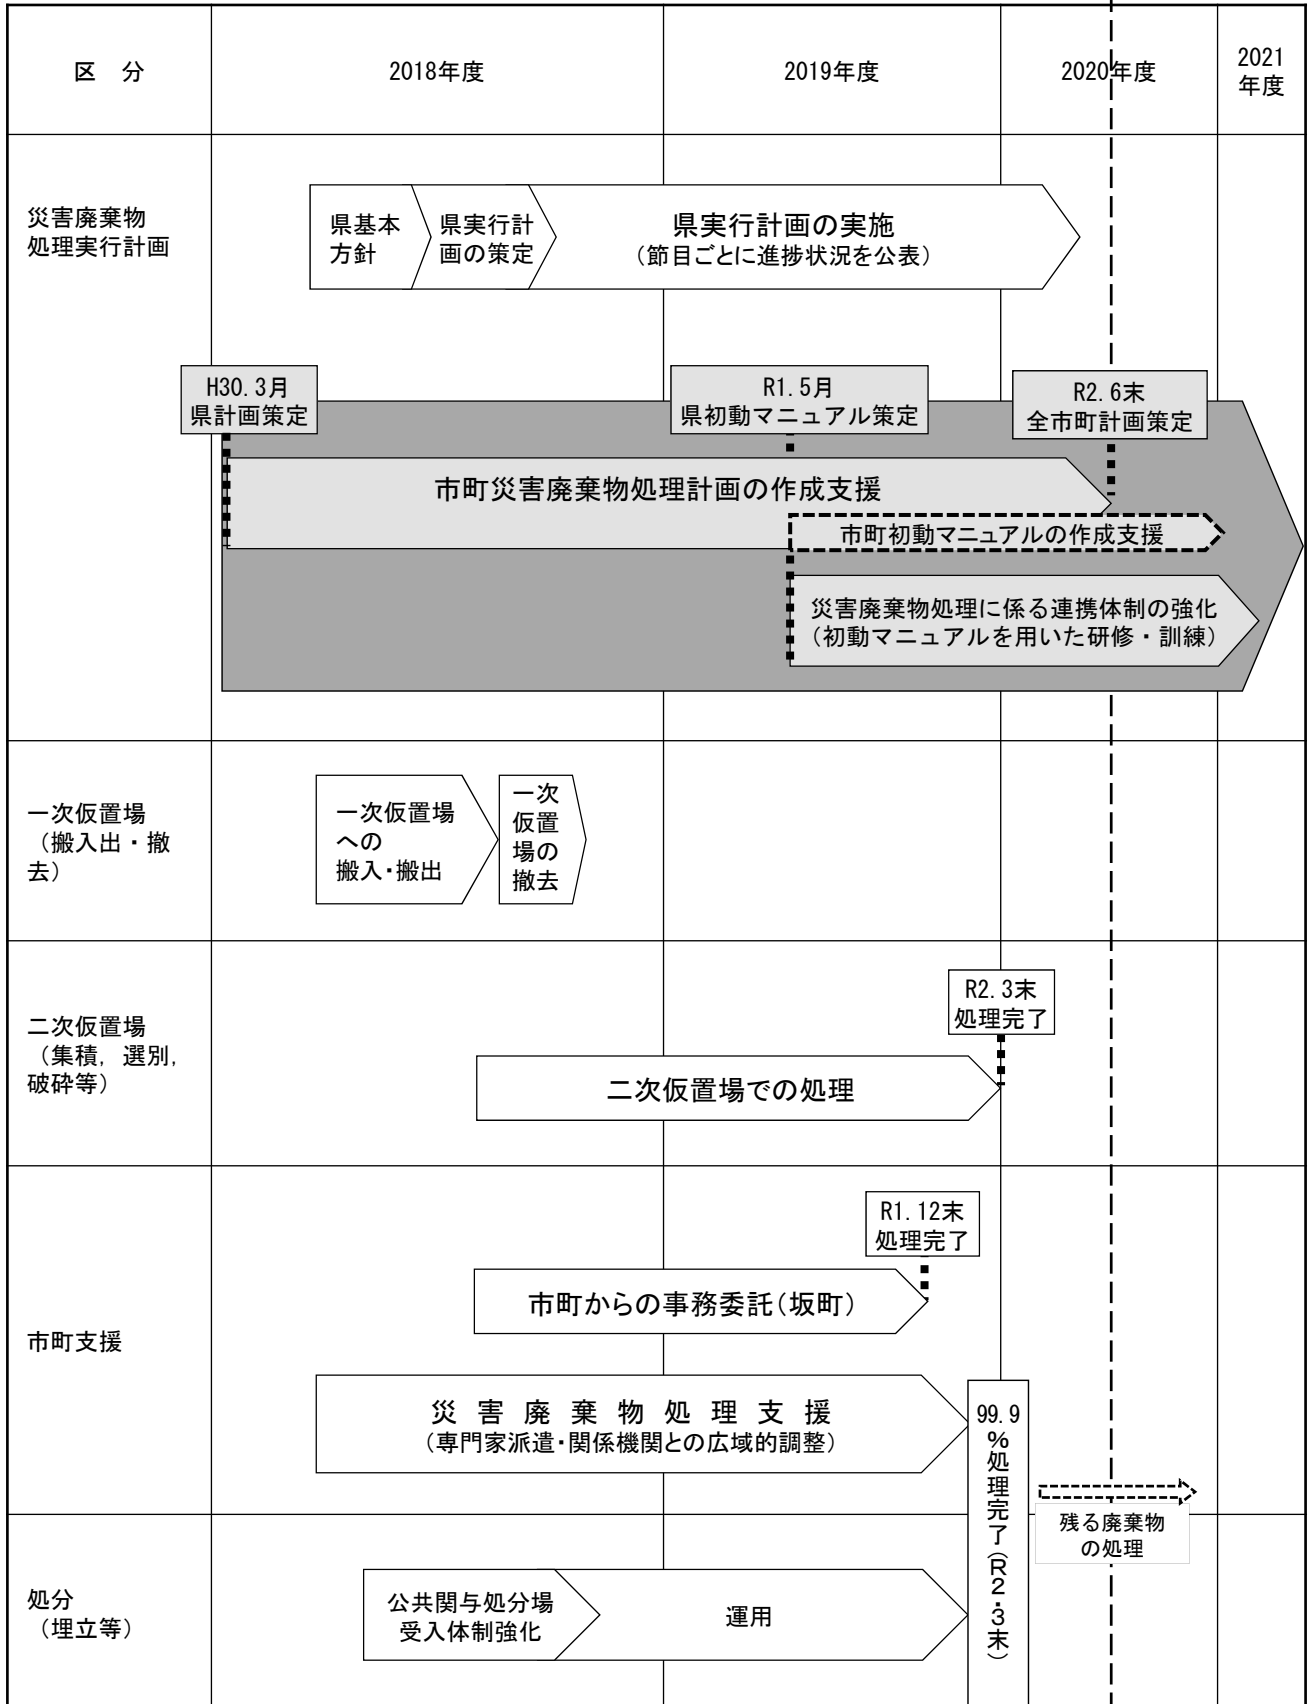 区 分
2018年度
2019年度
2020年度
2021
年度
災害廃棄物
処理実行計画
県基本
方針
県実行計
画の策定
県実行計画の実施
(節目ごとに進捗状況を公表)
H30.3月
県計画策定
R1.5月
県初動マニュアル策定
R2.6末
全市町計画策定
市町災害廃棄物処理計画の作成支援
市町初動マニュアルの作成支援
災害廃棄物処理に係る連携体制の強化
(初動マニュアルを用いた研修・訓練)
一次仮置場
(搬入出・撤
去)
一次仮置場
への
搬入・搬出
一次
仮置
場の
撤去
二次仮置場
(集積,選別,
破砕等)
R2.3末
処理完了
二次仮置場での処理
市町支援
R1.12末
処理完了
市町からの事務委託(坂町)
災害廃棄物処理支援
(専門家派遣・関係機関との広域的調整)
99.9%処理完了(R2.3末)
残る廃棄物
の処理
処分
(埋立等)
公共関与処分場
受入体制強化
運用